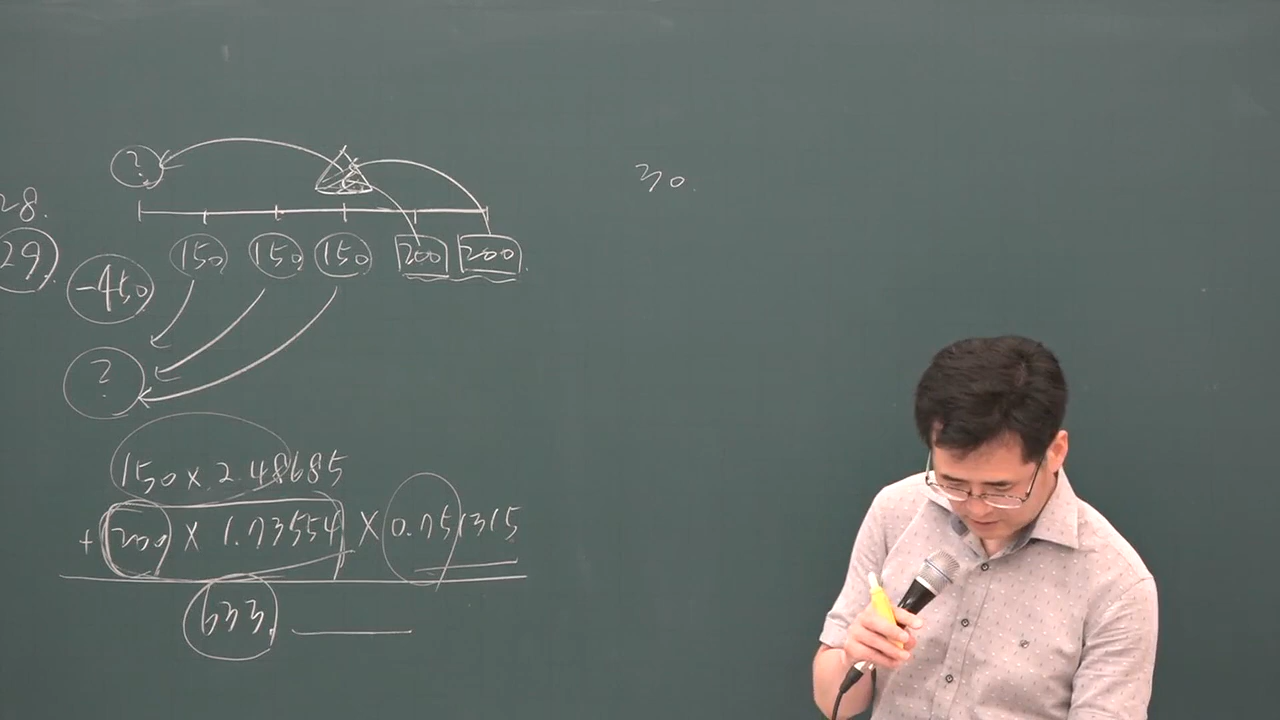 28.
29.
?
150 150 150 200 200
-450
?
150 × 2.48685
+ 200 × 1.73554 × 0.751315
633.
30.